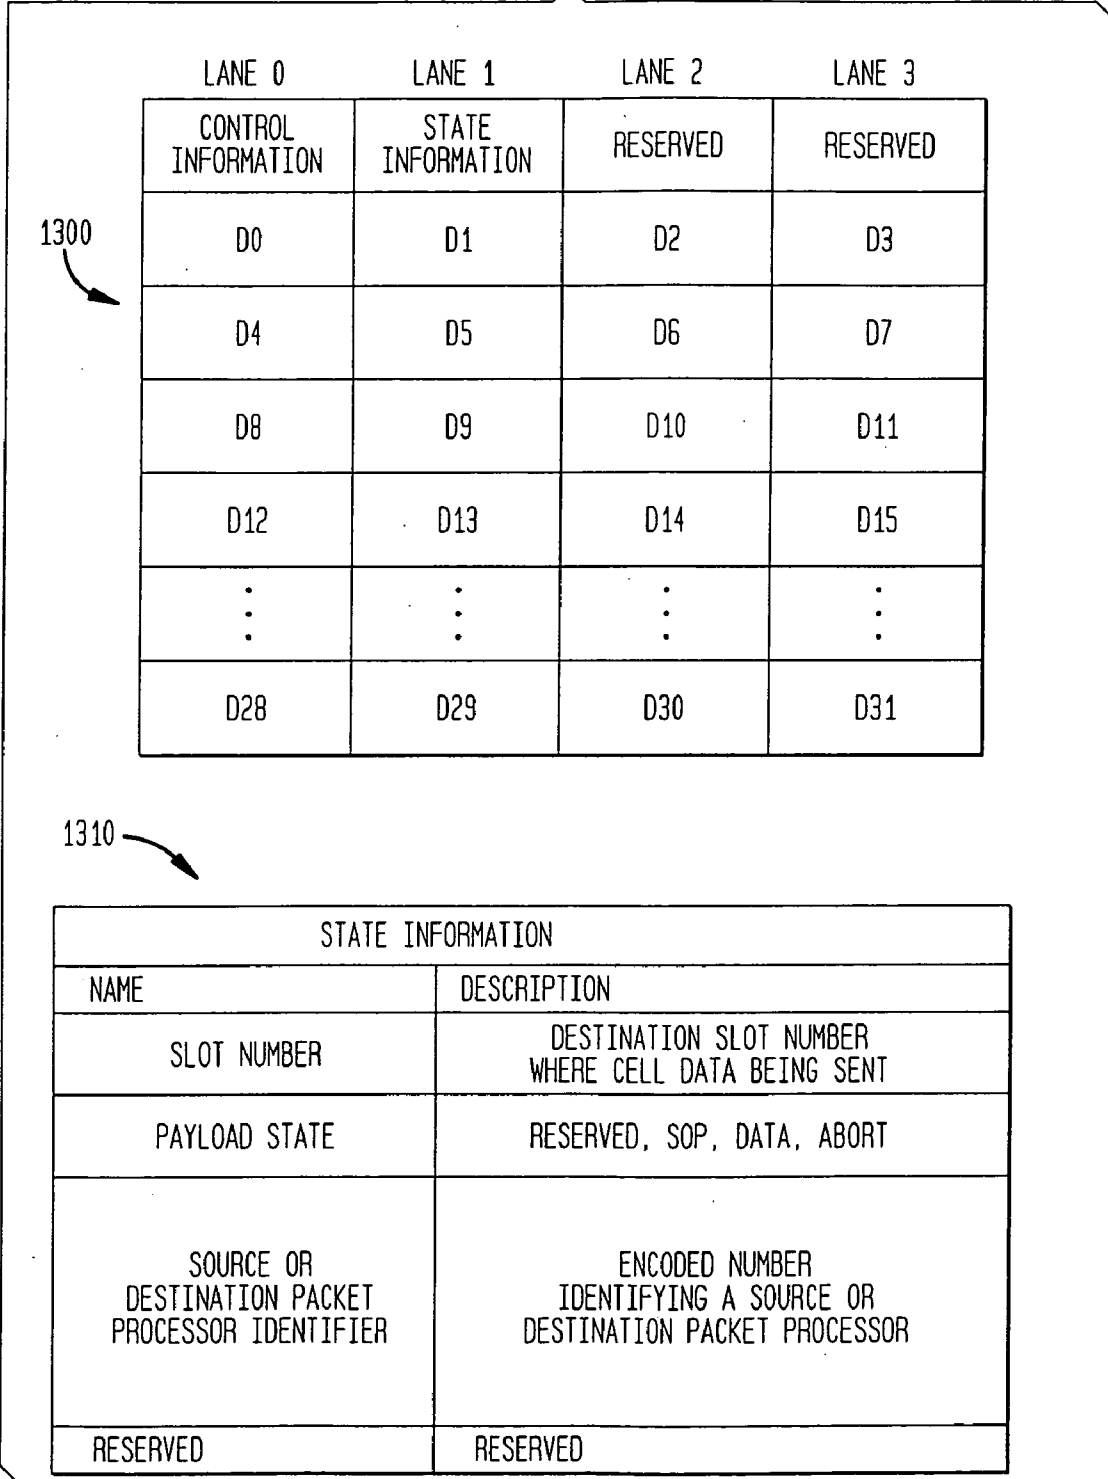 LANE 0 LANE 1 LANE 2 LANE 3
CONTROL INFORMATION STATE INFORMATION RESERVED RESERVED
1300
D0 D1 D2 D3
D4 D5 D6 D7
D8 D9 D10 D11
D12 D13 D14 D15
D28 D29 D30 D31
1310
STATE INFORMATION
NAME DESCRIPTION
SLOT NUMBER
DESTINATION SLOT NUMBER
WHERE CELL DATA BEING SENT
PAYLOAD STATE
RESERVED, SOP, DATA, ABORT
SOURCE OR
DESTINATION PACKET
PROCESSOR IDENTIFIER
ENCODED NUMBER
IDENTIFYING A SOURCE OR
DESTINATION PACKET PROCESSOR
RESERVED RESERVED